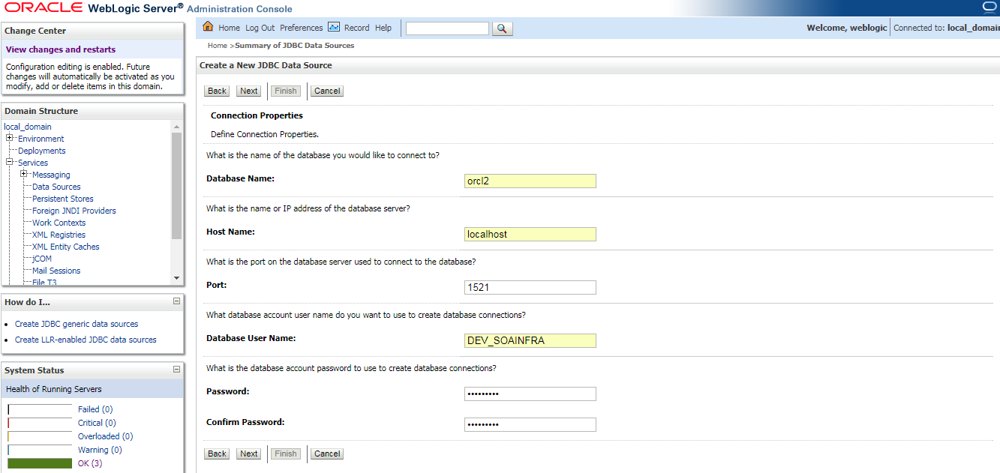 ORACLE WebLogic Server® Administration Console
Change Center
View changes and restarts
Configuration editing is enabled. Future
changes will automatically be activated as you
modify, add or delete items in this domain.
Domain Structure
local_domain
Environment
Deployments
Services
Messaging
Data Sources
Persistent Stores
Foreign JNDI Providers
Work Contexts
XML Registries
XML Entity Caches
jCOM
Mail Sessions
File T3
How do I...
Create JDBC generic data sources
Create LLR-enabled JDBC data sources
System Status
Health of Running Servers
Failed (0)
Critical (0)
Overloaded (0)
Warning (0)
OK (3)
Home Log Out Preferences Record Help
Welcome, weblogic Connected to: local_domain
Home >Summary of JDBC Data Sources
Create a New JDBC Data Source
Back Next Finish Cancel
Connection Properties
Define Connection Properties.
What is the name of the database you would like to connect to?
Database Name: orcl2
What is the name or IP address of the database server?
Host Name: localhost
What is the port on the database server used to connect to the database?
Port: 1521
What database account user name do you want to use to create database connections?
Database User Name: DEV_SOAINFRA
What is the database account password to use to create database connections?
Password: •••••••••
Confirm Password: •••••••••
Back Next Finish Cancel